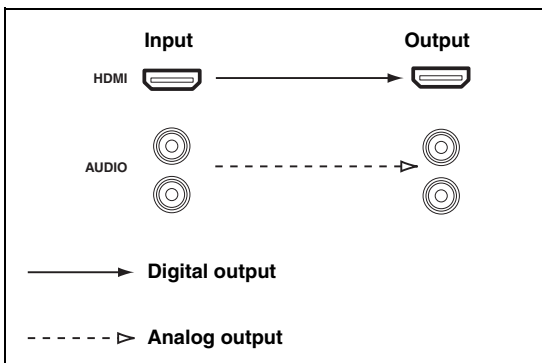 Input Output
HDMI
AUDIO
Digital output
Analog output